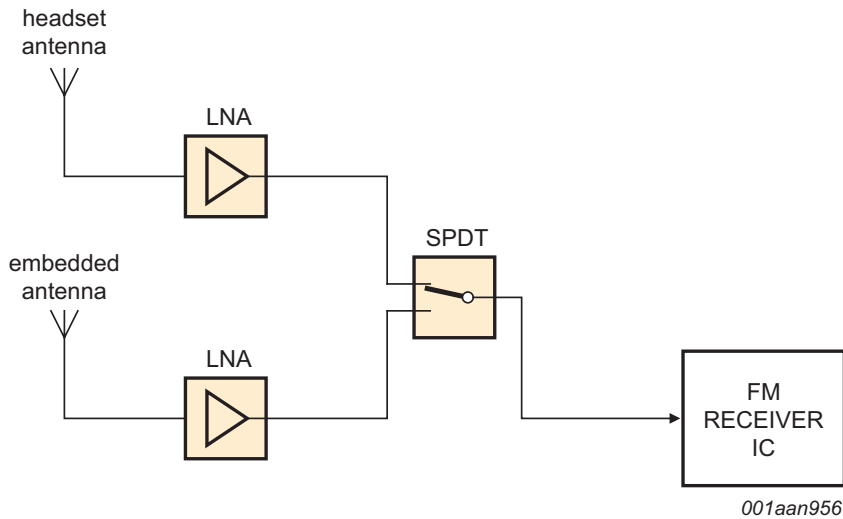 headset
antenna
LNA
SPDT
embedded
antenna
LNA
FM
RECEIVER
IC
001aan956